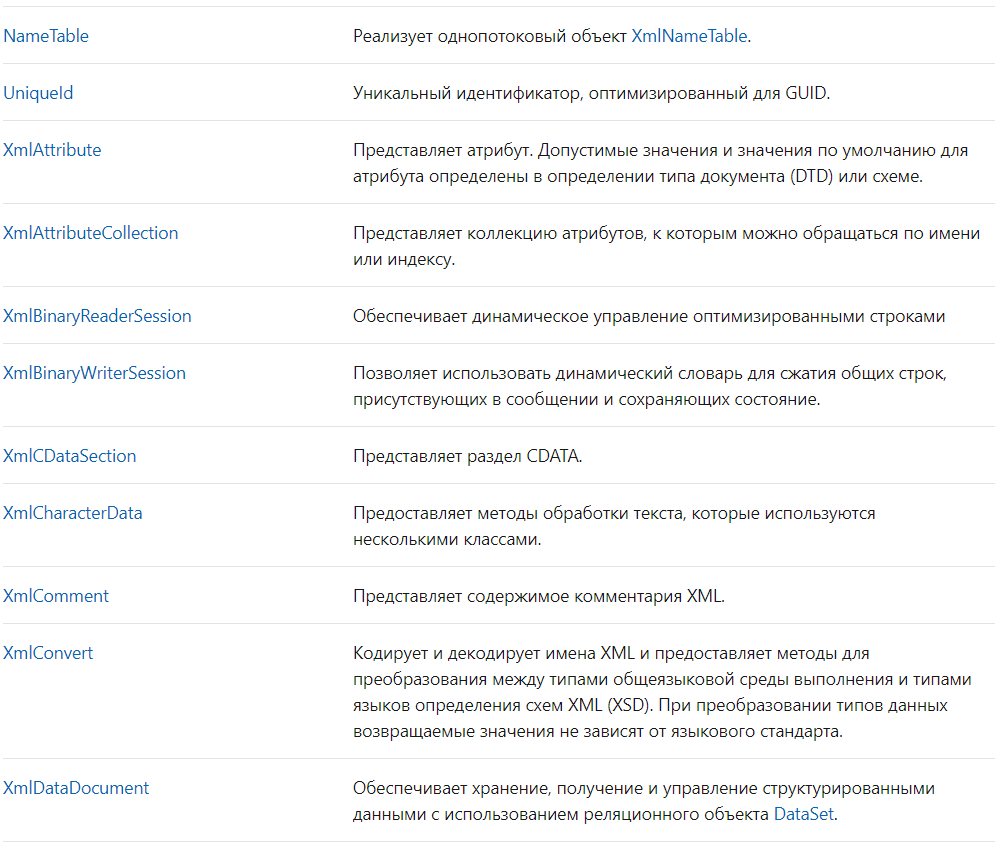 NameTable
Реализует однопотоковый объект XmlNameTable.
UniqueId
Уникальный идентификатор, оптимизированный для GUID.
XmlAttribute
Представляет атрибут. Допустимые значения и значения по умолчанию для
атрибута определены в определении типа документа (DTD) или схеме.
XmlAttributeCollection
Представляет коллекцию атрибутов, к которым можно обращаться по имени
или индексу.
XmlBinaryReaderSession
Обеспечивает динамическое управление оптимизированными строками
XmlBinaryWriterSession
Позволяет использовать динамический словарь для сжатия общих строк,
присутствующих в сообщении и сохраняющих состояние.
XmlCDataSection
Представляет раздел CDATA.
XmlCharacterData
Предоставляет методы обработки текста, которые используются
несколькими классами.
XmlComment
Представляет содержимое комментария XML.
XmlConvert
Кодирует и декодирует имена XML и предоставляет методы для
преобразования между типами общеязыковой среды выполнения и типами
языков определения схем XML (XSD). При преобразовании типов данных
возвращаемые значения не зависят от языкового стандарта.
XmlDataDocument
Обеспечивает хранение, получение и управление структурированными
данными с использованием реляционного объекта DataSet.